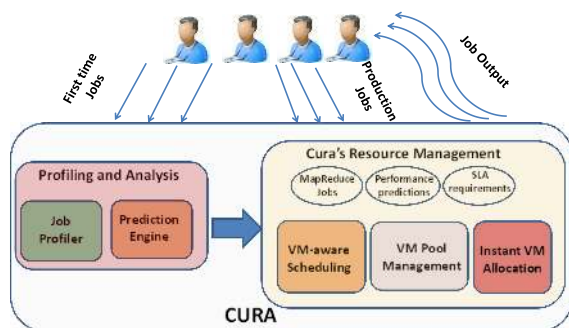 First time
Jobs
Production
Jobs
Job Output
Cura's Resource Management
MapReduce
Jobs
Performance
predictions
SLA
requirements
Profiling and Analysis
Job
Profiler
Prediction
Engine
VM-aware
Scheduling
VM Pool
Management
Instant VM
Allocation
CURA